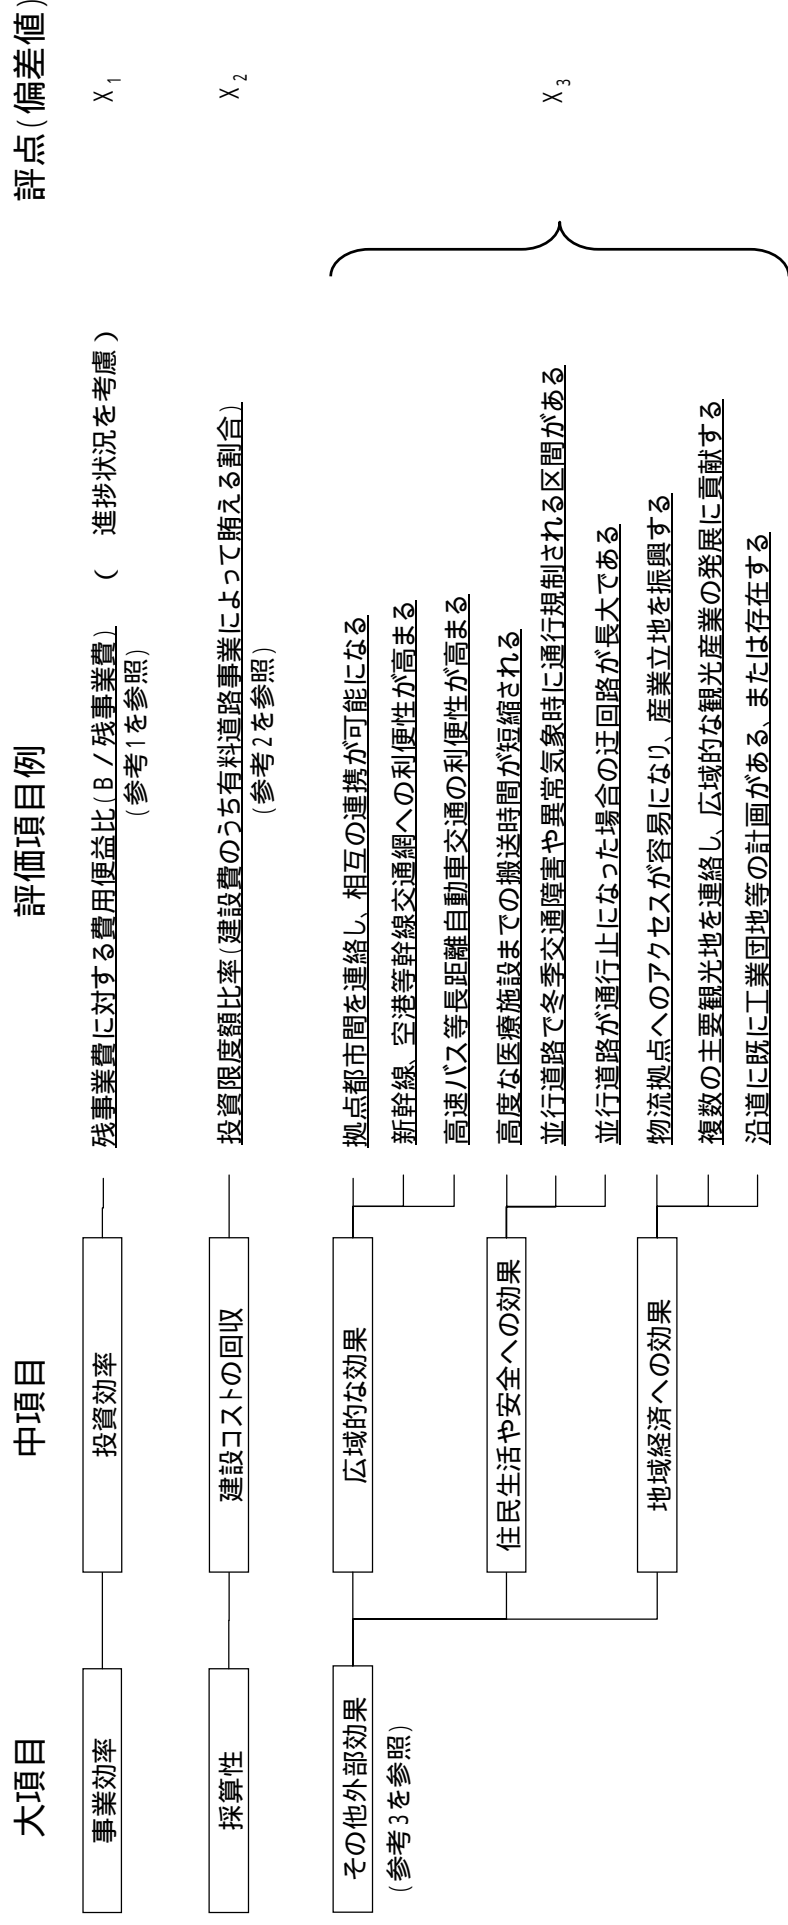 大項目　中項目　評価項目例　評点(偏差値)
事業効率　投資効率　残事業費に対する費用便益比(B／残事業費)　(　進捗状況を考慮)　X1
(参考1を参照)
採算性　建設コストの回収　投資限度額比率(建設費のうち有料道路事業によって賄える割合)　X2
(参考2を参照)
その他外部効果　広域的な効果　拠点都市間を連絡し、相互の連携が可能になる
(参考3を参照)　新幹線、空港等幹線交通網への利便性が高まる
高速バス等長距離自動車交通の利便性が高まる
住民生活や安全への効果　高度な医療施設までの搬送時間が短縮される
並行道路で冬季交通障害や異常気象時に通行規制される区間がある　X3
並行道路が通行止になった場合の迂回路が長大である
地域経済への効果　物流拠点へのアクセスが容易になり、産業立地を振興する
複数の主要観光地を連絡し、広域的な観光産業の発展に貢献する
沿道に既に工業団地等の計画がある、または存在する